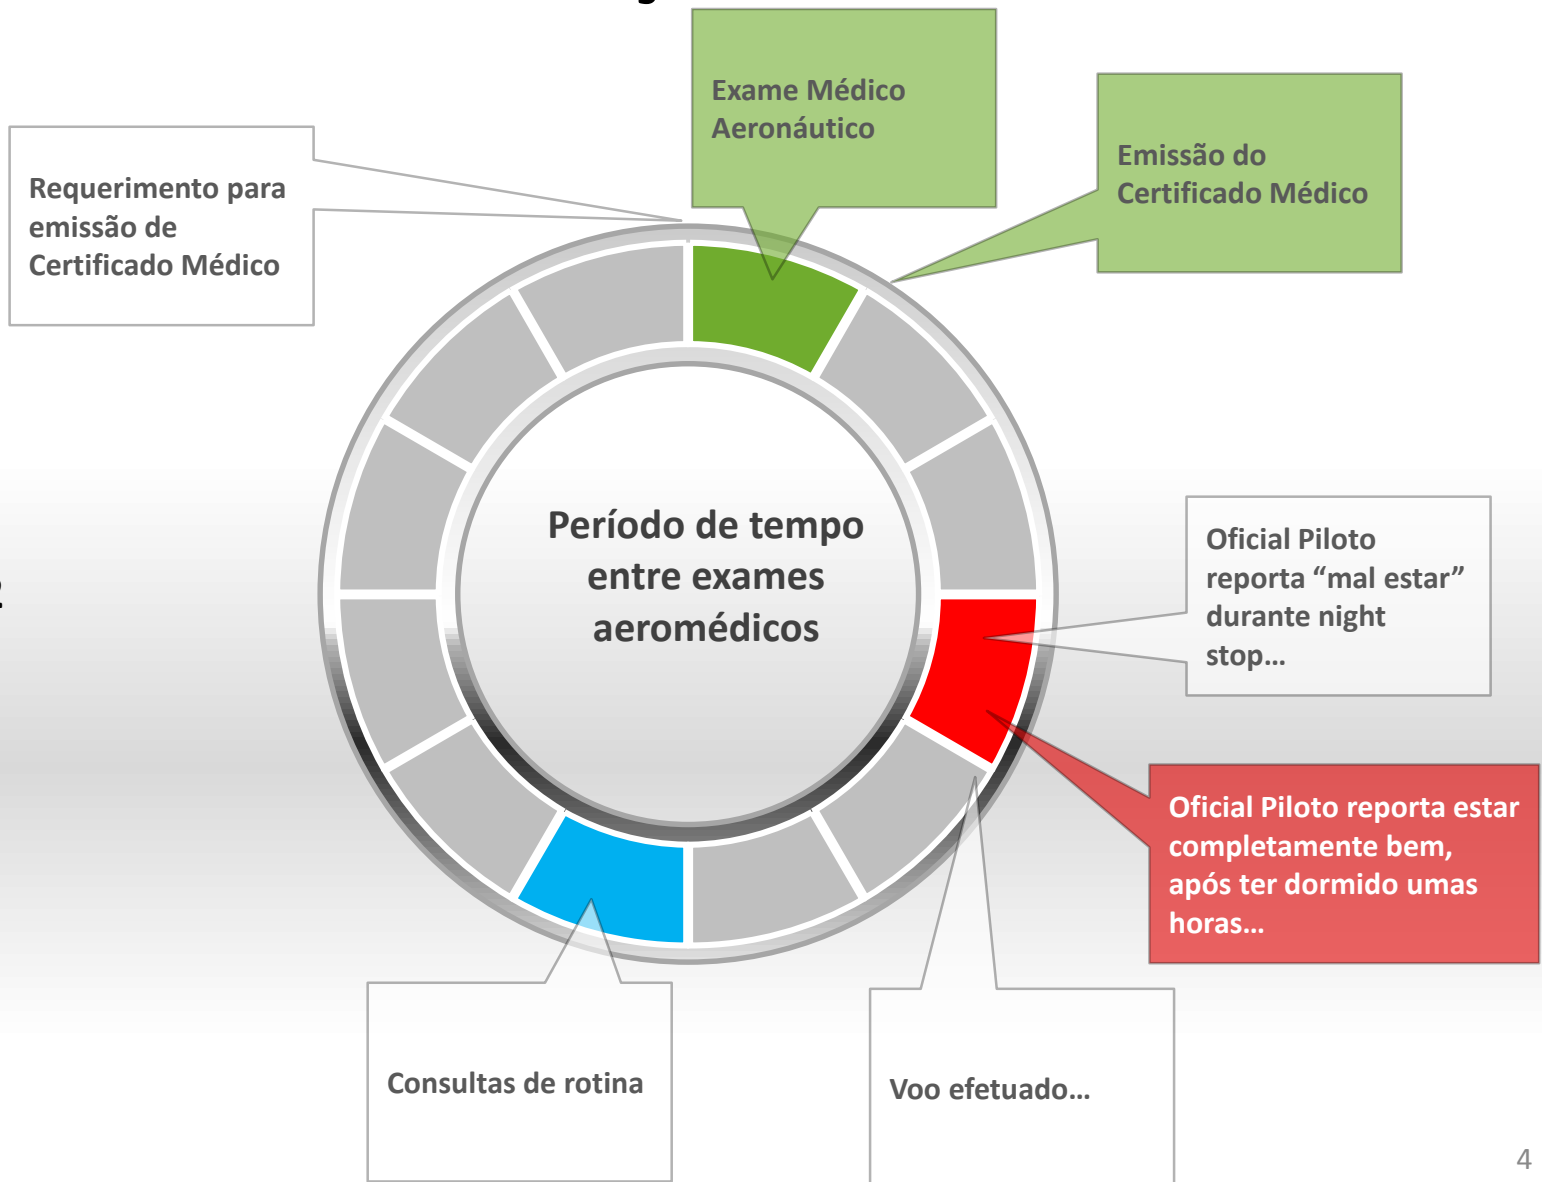 Exame Médico
Aeronáutico
Emissão do
Certificado Médico
Requerimento para
emissão de
Certificado Médico
Período de tempo
entre exames
aeromédicos
Oficial Piloto
reporta “mal estar”
durante night
stop…
Oficial Piloto reporta estar
completamente bem,
após ter dormido umas
horas…
Consultas de rotina
Voo efetuado…
4